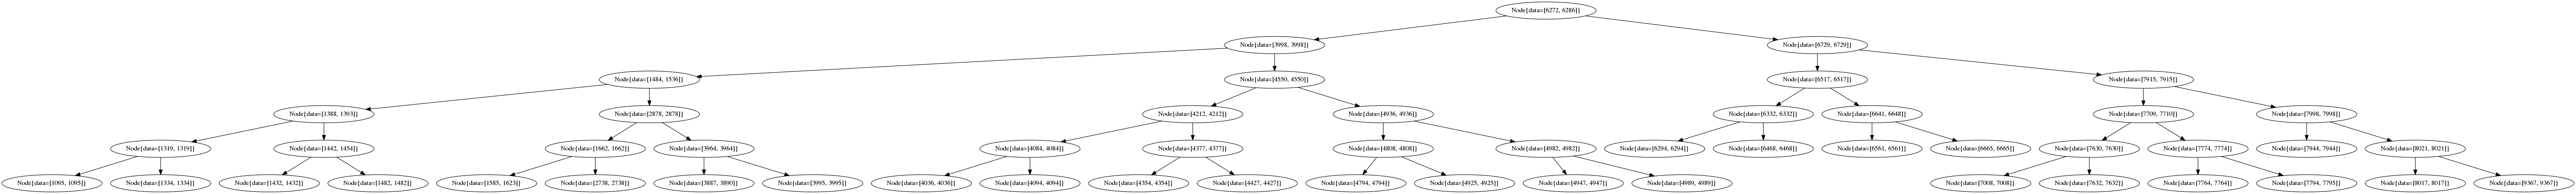 Node{data=[6272, 6286]}
Node{data=[3998, 3998]}
Node{data=[6729, 6729]}
Node{data=[1484, 1536]}
Node{data=[4550, 4550]}
Node{data=[6517, 6517]}
Node{data=[7915, 7915]}
Node{data=[1388, 1393]}
Node{data=[2878, 2878]}
Node{data=[4212, 4212]}
Node{data=[4936, 4936]}
Node{data=[6332, 6332]}
Node{data=[6641, 6648]}
Node{data=[7709, 7710]}
Node{data=[7998, 7998]}
Node{data=[1319, 1319]}
Node{data=[1442, 1454]}
Node{data=[1662, 1662]}
Node{data=[3964, 3964]}
Node{data=[4084, 4084]}
Node{data=[4377, 4377]}
Node{data=[4808, 4808]}
Node{data=[4982, 4982]}
Node{data=[6294, 6294]}
Node{data=[6468, 6468]}
Node{data=[6561, 6561]}
Node{data=[6665, 6665]}
Node{data=[7630, 7630]}
Node{data=[7774, 7774]}
Node{data=[7944, 7944]}
Node{data=[8021, 8021]}
Node{data=[1095, 1095]}
Node{data=[1334, 1334]}
Node{data=[1432, 1432]}
Node{data=[1482, 1482]}
Node{data=[1585, 1623]}
Node{data=[2738, 2738]}
Node{data=[3887, 3890]}
Node{data=[3995, 3995]}
Node{data=[4036, 4036]}
Node{data=[4094, 4094]}
Node{data=[4354, 4354]}
Node{data=[4427, 4427]}
Node{data=[4794, 4794]}
Node{data=[4925, 4925]}
Node{data=[4947, 4947]}
Node{data=[4989, 4989]}
Node{data=[7008, 7008]}
Node{data=[7632, 7632]}
Node{data=[7764, 7764]}
Node{data=[7794, 7795]}
Node{data=[8017, 8017]}
Node{data=[9367, 9367]}